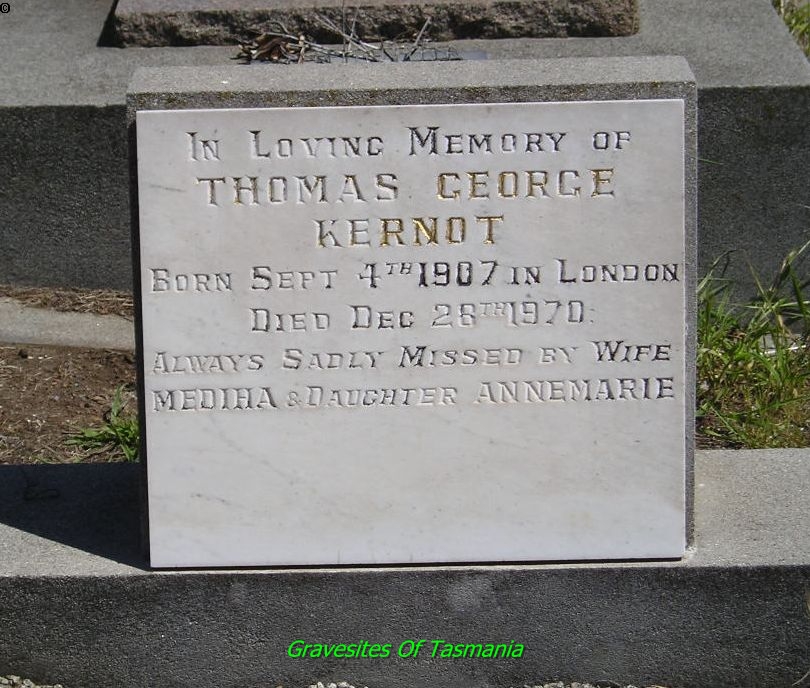 ©
In Loving Memory of
THOMAS GEORGE
KERNOT
Born Sept 4TH 1907 in London
Died Dec 28TH 1970.
Always Sadly Missed by Wife
MEDIHA & Daughter ANNEMARIE
Gravesites Of Tasmania